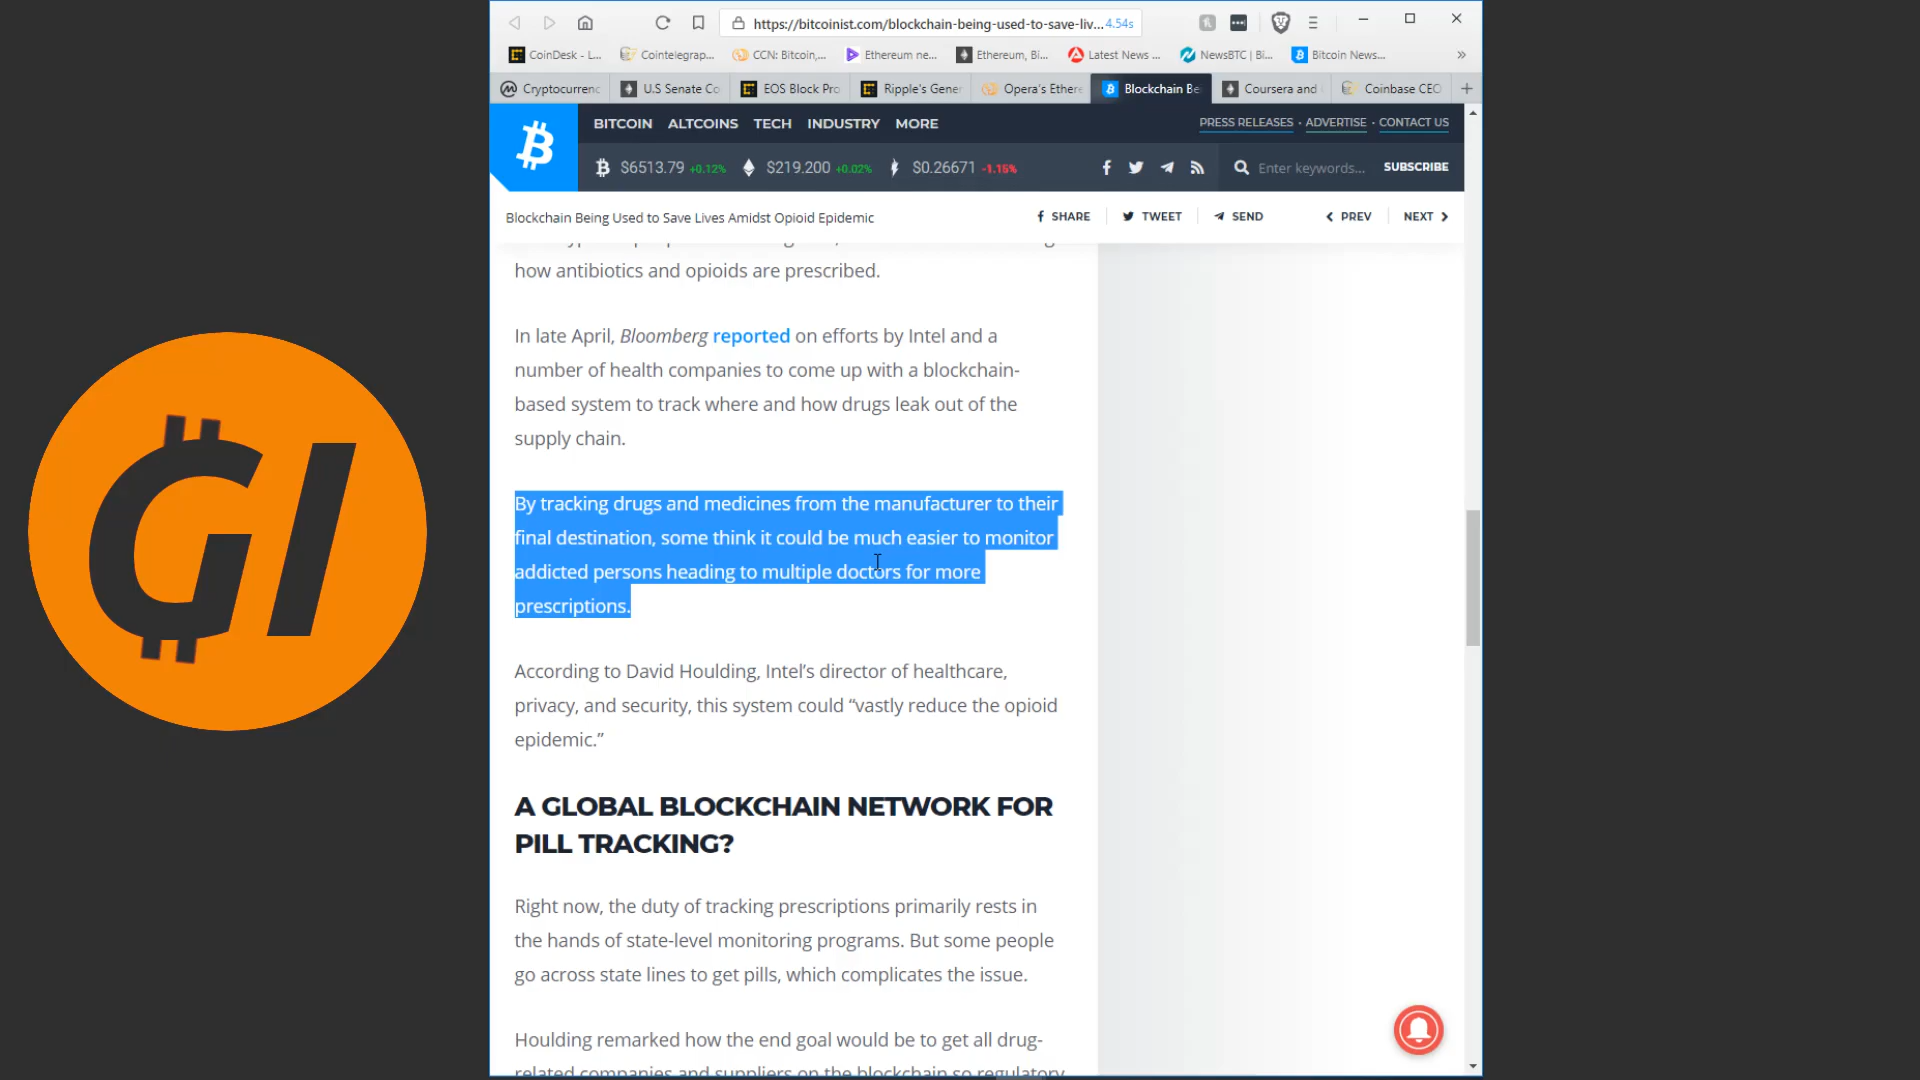 https://bitcoinist.com/blockchain-being-used-to-save-liv... 4.54s
CoinDesk - L... Cointelegrap... CCN: Bitcoin,... Ethereum ne... Ethereum, Bi... Latest News ... NewsBTC | Bi... Bitcoin News... »
Cryptocurrenc U.S Senate Co EOS Block Pro Ripple's Gener Opera's Ethere Blockchain Be Coursera and Coinbase CEO +
BITCOIN ALTCOINS TECH INDUSTRY MORE PRESS RELEASES • ADVERTISE • CONTACT US
$6513.79 +0.12% $219.200 +0.02% $0.26671 -1.15% Enter keywords... SUBSCRIBE
Blockchain Being Used to Save Lives Amidst Opioid Epidemic SHARE TWEET SEND PREV NEXT
how antibiotics and opioids are prescribed.
In late April, Bloomberg reported on efforts by Intel and a
number of health companies to come up with a blockchain-
based system to track where and how drugs leak out of the
supply chain.
By tracking drugs and medicines from the manufacturer to their
final destination, some think it could be much easier to monitor
addicted persons heading to multiple doctors for more
prescriptions.
According to David Houlding, Intel’s director of healthcare,
privacy, and security, this system could “vastly reduce the opioid
epidemic.”
A GLOBAL BLOCKCHAIN NETWORK FOR
PILL TRACKING?
Right now, the duty of tracking prescriptions primarily rests in
the hands of state-level monitoring programs. But some people
go across state lines to get pills, which complicates the issue.
Houlding remarked how the end goal would be to get all drug-
related companies and suppliers on the blockchain so regulatory
GI